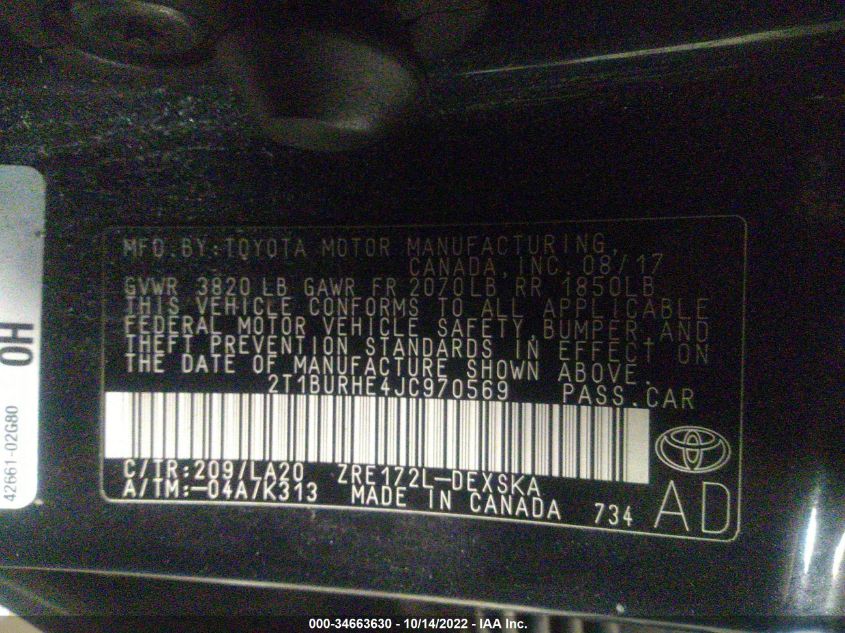 MFD.BY:TOYOTA MOTOR MANUFACTURING,
CANADA,INC.08/17
GVWR 3820 LB GAWR FR 2070LB RR 1850LB
THIS VEHICLE CONFORMS TO ALL APPLICABLE
FEDERAL MOTOR VEHICLE SAFETY,BUMPER,AND
THEFT PREVENTION STANDARDS IN EFFECT ON
THE DATE OF MANUFACTURE SHOWN ABOVE.
2T1BURHE4JC970569 PASS.CAR
C/TR:209/LA20 ZRE172L-DEXSKA
A/TM:-04A/K313 MADE IN CANADA 734
AD
OH
42661-02G80
000-34663630 - 10/14/2022 - IAA Inc.